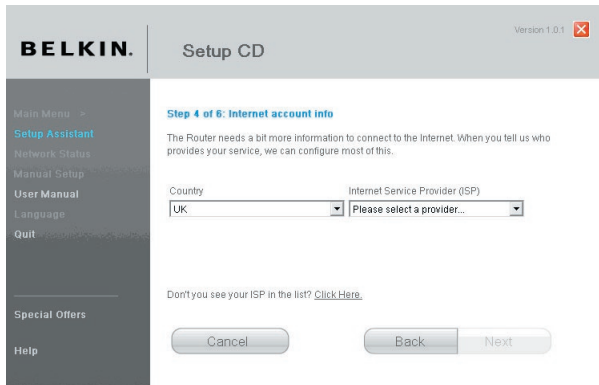 Version 1.0.1
BELKIN.
Setup CD
Main Menu >
Setup Assistant
Network Status
Manual Setup
User Manual
Language
Quit
Special Offers
Help
Step 4 of 6: Internet account info
The Router needs a bit more information to connect to the Internet. When you tell us who
provides your service, we can configure most of this.
Country
Internet Service Provider (ISP)
UK
Please select a provider...
Don't you see your ISP in the list? Click Here.
Cancel
Back
Next